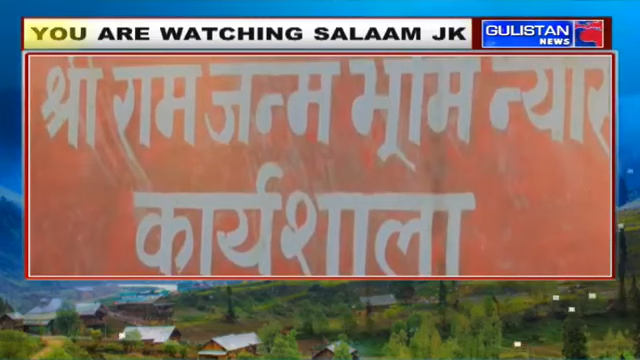 YOU ARE WATCHING SALAAM JK
GULISTAN
NEWS
श्री राम जन्म भूमि न्यास
कार्यशाला